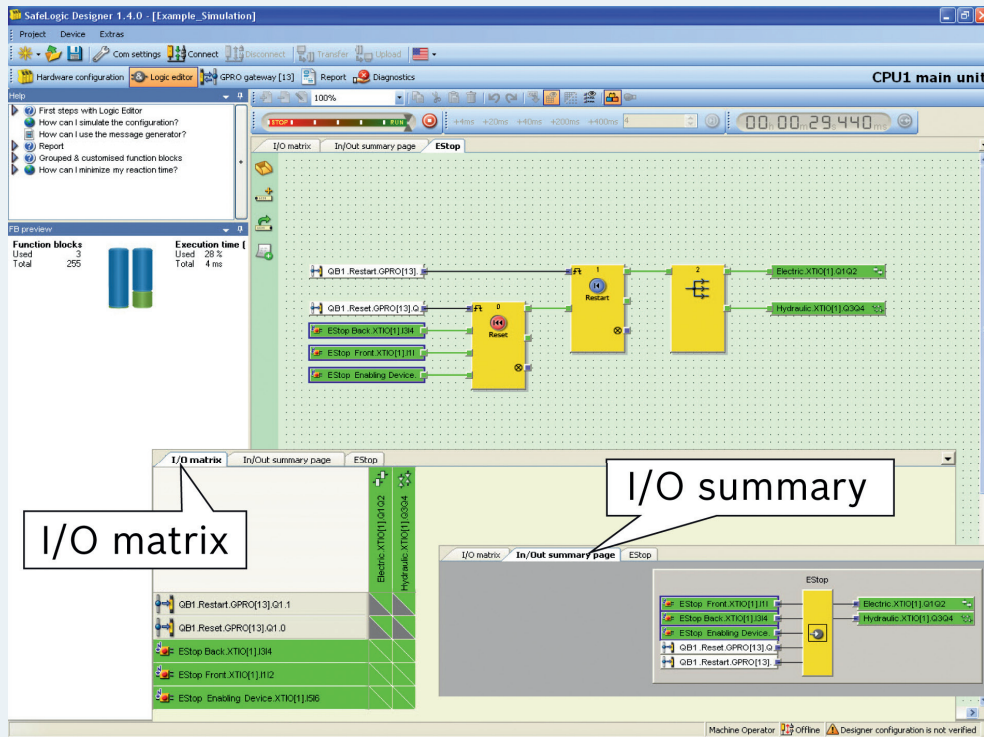 SafeLogic Designer 1.4.0 - [Example_Simulation]
Project Device Extras
Com settings Connect Disconnect Transfer Upload
Hardware configuration Logic editor GPRO gateway [13] Report Diagnostics CPU1 main unit
Help
First steps with Logic Editor
How can I simulate the configuration?
How can I use the message generator?
Report
Grouped & customised function blocks
How can I minimize my reaction time?
100%
STOP RUN +4ms +20ms +40ms +200ms +400ms 4 00h 00m 29s 440ms
I/O matrix In/Out summary page EStop
FB preview
Function blocks Execution time (
Used 3 Used 28 %
Total 255 Total 4 ms
QB1 .Restart.GPRO[13].
QB1 .Reset.GPRO[13].Q
EStop Back.XTIO[1].I3I4
EStop Front.XTIO[1].I1I
EStop Enabling Device.
0
Reset
1
Restart
2
Electric.XTIO[1].Q1Q2
Hydraulic.XTIO[1].Q3Q4
I/O matrix In/Out summary page EStop
I/O matrix
Electric.XTIO[1].Q1Q2
Hydraulic.XTIO[1].Q3Q4
QB1.Restart.GPRO[13].Q1.1
QB1.Reset.GPRO[13].Q1.0
EStop Back.XTIO[1].I3I4
EStop Front.XTIO[1].I1I2
EStop Enabling Device.XTIO[1].I5I6
I/O summary
I/O matrix In/Out summary page EStop
EStop
EStop Front.XTIO[1].I1I
EStop Back.XTIO[1].I3I4
EStop Enabling Device.
QB1 .Reset.GPRO[13].Q
QB1 .Restart.GPRO[13].
Electric.XTIO[1].Q1Q2
Hydraulic.XTIO[1].Q3Q4
Machine Operator Offline Designer configuration is not verified